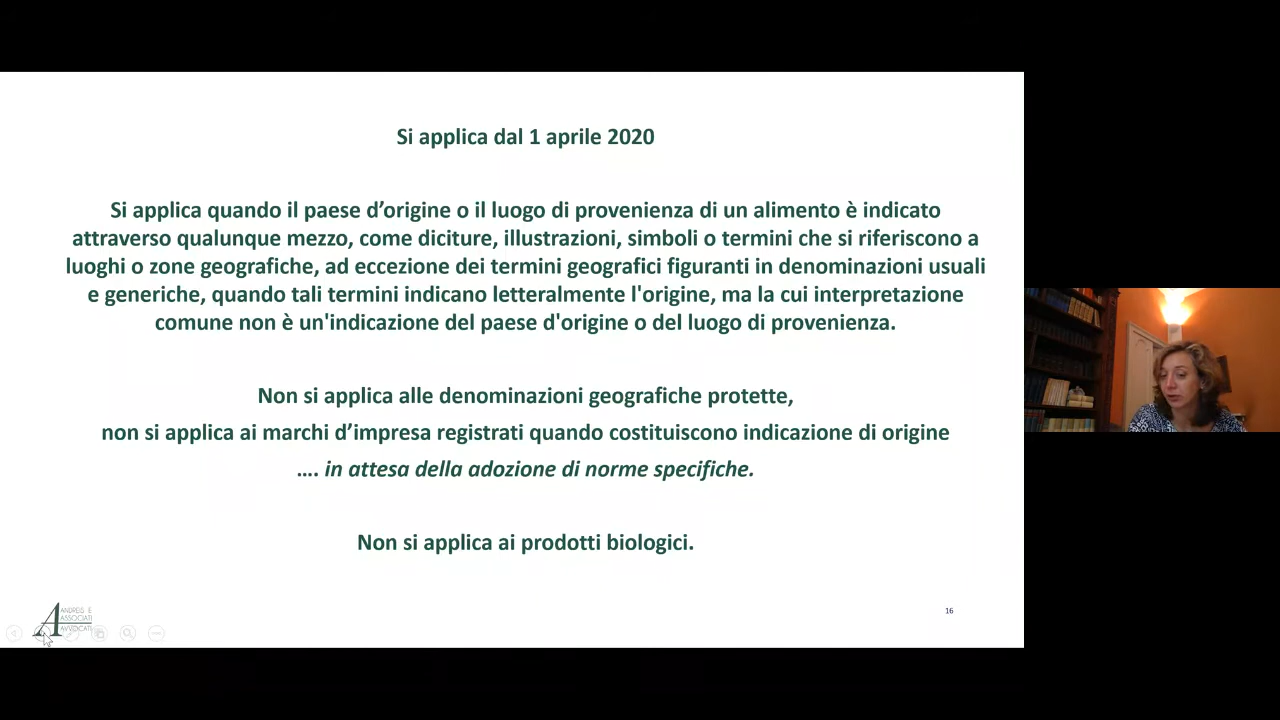 Si applica dal 1 aprile 2020
Si applica quando il paese d’origine o il luogo di provenienza di un alimento è indicato
attraverso qualunque mezzo, come diciture, illustrazioni, simboli o termini che si riferiscono a
luoghi o zone geografiche, ad eccezione dei termini geografici figuranti in denominazioni usuali
e generiche, quando tali termini indicano letteralmente l'origine, ma la cui interpretazione
comune non è un'indicazione del paese d'origine o del luogo di provenienza.
Non si applica alle denominazioni geografiche protette,
non si applica ai marchi d’impresa registrati quando costituiscono indicazione di origine
.... in attesa della adozione di norme specifiche.
Non si applica ai prodotti biologici.
A ANDREIS E
ASSOCIATI
AVVOCATI
16